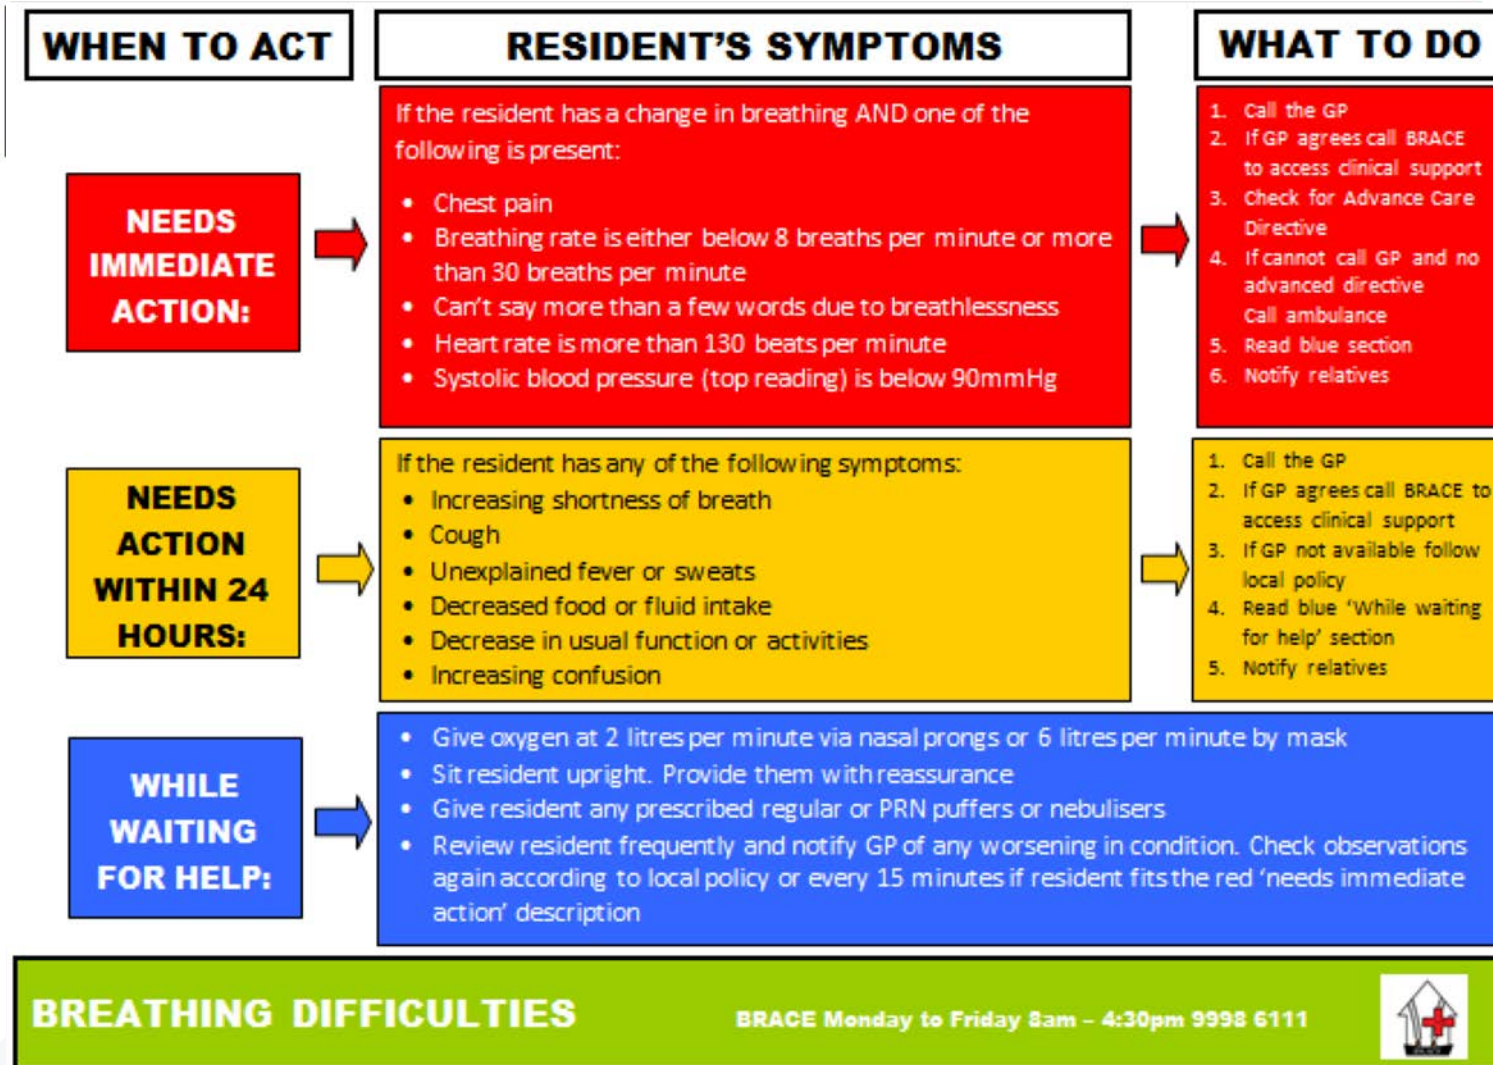 WHEN TO ACT
RESIDENT'S SYMPTOMS
WHAT TO DO
NEEDS
IMMEDIATE
ACTION:
If the resident has a change in breathing AND one of the
following is present:
• Chest pain
• Breathing rate is either below 8 breaths per minute or more
than 30 breaths per minute
• Can't say more than a few words due to breathlessness
• Heart rate is more than 130 beats per minute
• Systolic blood pressure (top reading) is below 90mmHg
1. Call the GP
2. If GP agrees call BRACE
to access clinical support
3. Check for Advance Care
Directive
4. If cannot call GP and no
advanced directive
Call ambulance
5. Read blue section
6. Notify relatives
NEEDS
ACTION
WITHIN 24
HOURS:
If the resident has any of the following symptoms:
• Increasing shortness of breath
• Cough
• Unexplained fever or sweats
• Decreased food or fluid intake
• Decrease in usual function or activities
• Increasing confusion
1. Call the GP
2. If GP agrees call BRACE to
access clinical support
3. If GP not available follow
local policy
4. Read blue 'While waiting
for help' section
5. Notify relatives
WHILE
WAITING
FOR HELP:
• Give oxygen at 2 litres per minute via nasal prongs or 6 litres per minute by mask
• Sit resident upright. Provide them with reassurance
• Give resident any prescribed regular or PRN puffers or nebulisers
• Review resident frequently and notify GP of any worsening in condition. Check observations
again according to local policy or every 15 minutes if resident fits the red 'needs immediate
action' description
BREATHING DIFFICULTIES
BRACE Monday to Friday 8am – 4:30pm 9998 6111